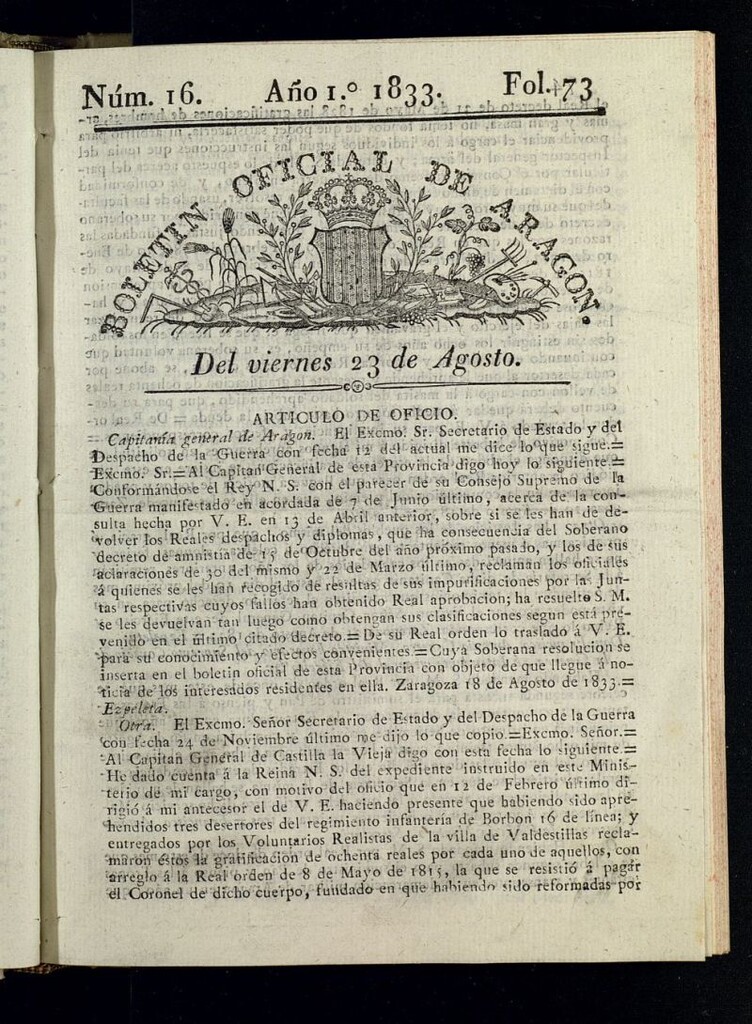 Núm. 16. Año 1.º 1833. Fol. 73
BOLETIN OFICIAL DE ARAGON.
Del viernes 23 de Agosto.
ARTICULO DE OFICIO.
Capitanía general de Aragon. El Excmo. Sr. Secretario de Estado y del
Despacho de la Guerra con fecha 12 del actual me dice lo que sigue.=
Excmo. Sr.=Al Capitan General de esta Provincia digo hoy lo siguiente.=
Conformándose el Rey N. S. con el parecer de su Consejo Supremo de la
Guerra manifestado en acordada de 7 de Junio último, acerca de la con-
sulta hecha por V. E. en 13 de Abril anterior, sobre si se les han de de-
volver los Reales despachos y diplomas, que ha consecuencia del Soberano
decreto de amnistía de 15 de Octubre del año próximo pasado, y los de sus
aclaraciones de 30 del mismo y 22 de Marzo último, reclaman los oficiales
á quienes se les han recogido de resultas de sus impurificaciones por la Jun-
tas respectivas cuyos fallos han obtenido Real aprobacion; ha resuelto S. M.
se les devuelvan tan luego como obtengan sus clasificaciones segun está pre-
venido en el último citado decreto.=De su Real orden lo traslado á V. E.
para su conocimiento y efectos convenientes.=Cuya Soberana resolucion se
inserta en el boletin oficial de esta Provincia con objeto de que llegue á no-
ticia de los interesados residentes en ella. Zaragoza 18 de Agosto de 1833.=
Ezpeleta.
Otra. El Excmo. Señor Secretario de Estado y del Despacho de la Guerra
con fecha 24 de Noviembre último me dijo lo que copio.=Excmo. Señor.=
Al Capitan General de Castilla la Vieja digo con esta fecha lo siguiente.=
He dado cuenta á la Reina N. S. del expediente instruido en este Minis-
terio de mi cargo, con motivo del oficio que en 12 de Febrero último di-
rigió á mi antecesor el de V. E. haciendo presente que habiendo sido apre-
hendidos tres desertores del regimiento infantería de Borbon 16 de línea; y
entregados por los Voluntarios Realistas de la villa de Valdestillas recla-
maron éstos la gratificacion de ochenta reales por cada uno de aquellos, con
arreglo á la Real orden de 8 de Mayo de 1815, la que se resistió á pagar
el Coronel de dicho cuerpo, fundado en que habiendo sido reformadas por